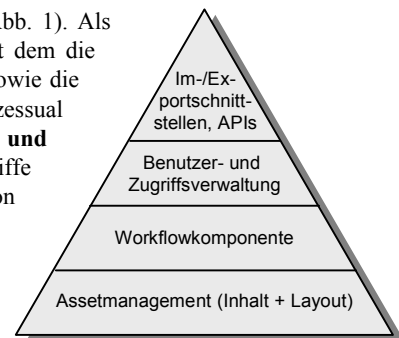 bb. 1). Als
t dem die
owie die
zessual
und
iffe
on
Im-/Ex-
portschnitt-
stellen, APIs
Benutzer- und
Zugriffsverwaltung
Workflowkomponente
Assetmanagement (Inhalt + Layout)